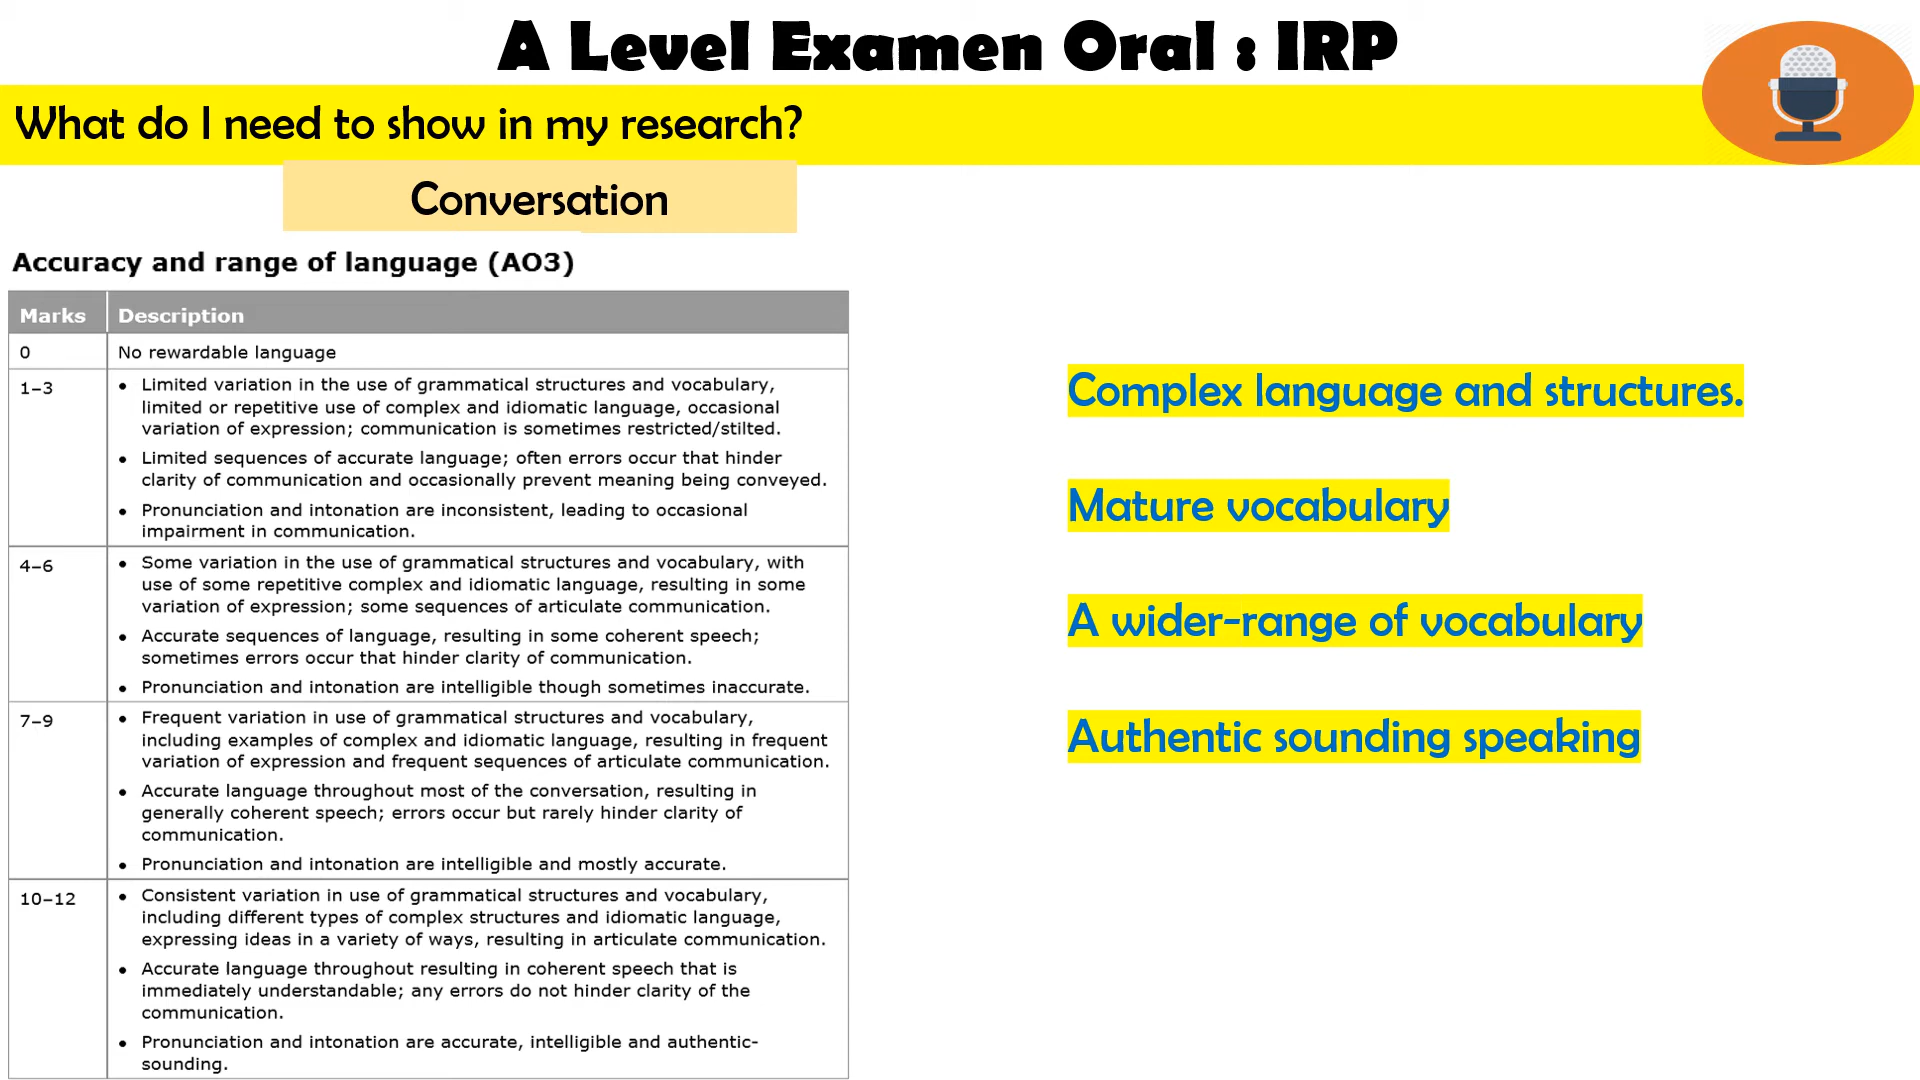 A Level Examen Oral : IRP
What do I need to show in my research?
Conversation
Accuracy and range of language (AO3)
Marks Description
0 No rewardable language
1–3 • Limited variation in the use of grammatical structures and vocabulary,
limited or repetitive use of complex and idiomatic language, occasional
variation of expression; communication is sometimes restricted/stilted.
• Limited sequences of accurate language; often errors occur that hinder
clarity of communication and occasionally prevent meaning being conveyed.
• Pronunciation and intonation are inconsistent, leading to occasional
impairment in communication.
4–6 • Some variation in the use of grammatical structures and vocabulary, with
use of some repetitive complex and idiomatic language, resulting in some
variation of expression; some sequences of articulate communication.
• Accurate sequences of language, resulting in some coherent speech;
sometimes errors occur that hinder clarity of communication.
• Pronunciation and intonation are intelligible though sometimes inaccurate.
7–9 • Frequent variation in use of grammatical structures and vocabulary,
including examples of complex and idiomatic language, resulting in frequent
variation of expression and frequent sequences of articulate communication.
• Accurate language throughout most of the conversation, resulting in
generally coherent speech; errors occur but rarely hinder clarity of
communication.
• Pronunciation and intonation are intelligible and mostly accurate.
10–12 • Consistent variation in use of grammatical structures and vocabulary,
including different types of complex structures and idiomatic language,
expressing ideas in a variety of ways, resulting in articulate communication.
• Accurate language throughout resulting in coherent speech that is
immediately understandable; any errors do not hinder clarity of the
communication.
• Pronunciation and intonation are accurate, intelligible and authentic-
sounding.
Complex language and structures.
Mature vocabulary
A wider-range of vocabulary
Authentic sounding speaking